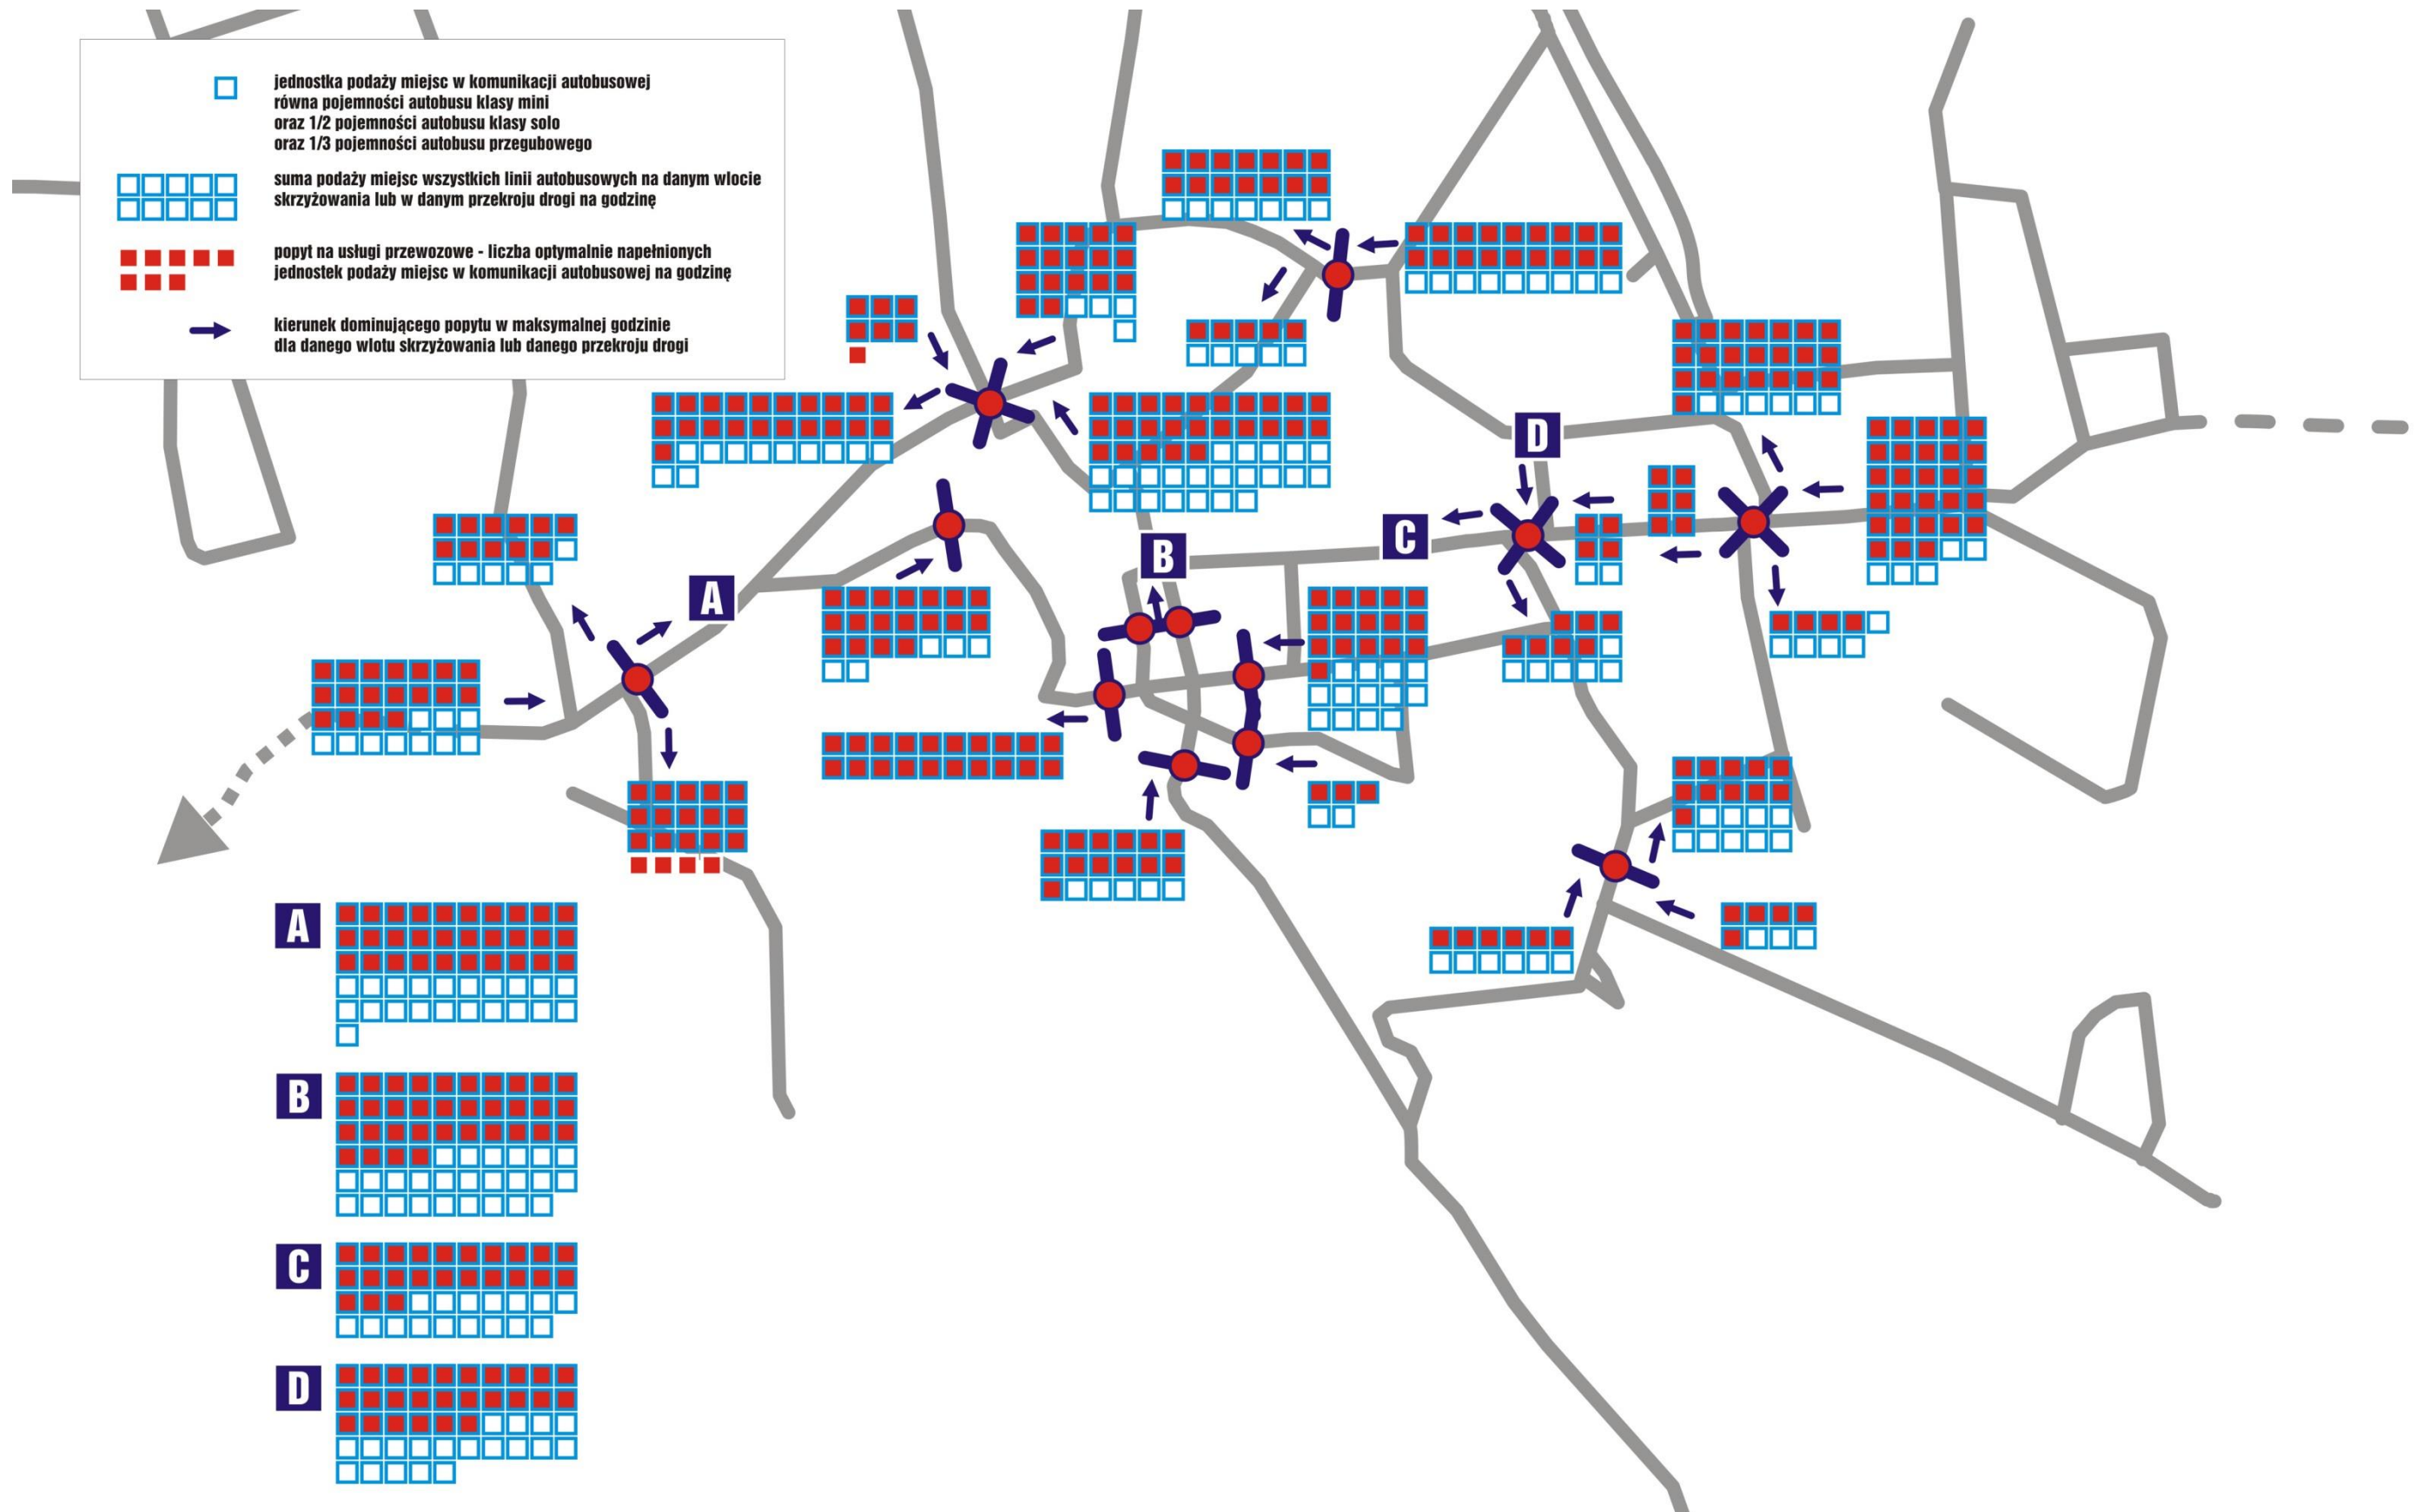 jednostka podaży miejsc w komunikacji autobusowej
równa pojemności autobusu klasy mini
oraz 1/2 pojemności autobusu klasy solo
oraz 1/3 pojemności autobusu przegubowego
suma podaży miejsc wszystkich linii autobusowych na danym wlocie
skrzyżowania lub w danym przekroju drogi na godzinę
popyt na usługi przewozowe - liczba optymalnie napełnionych
jednostek podaży miejsc w komunikacji autobusowej na godzinę
kierunek dominującego popytu w maksymalnej godzinie
dla danego wlotu skrzyżowania lub danego przekroju drogi
D
C
B
A
A
B
C
D